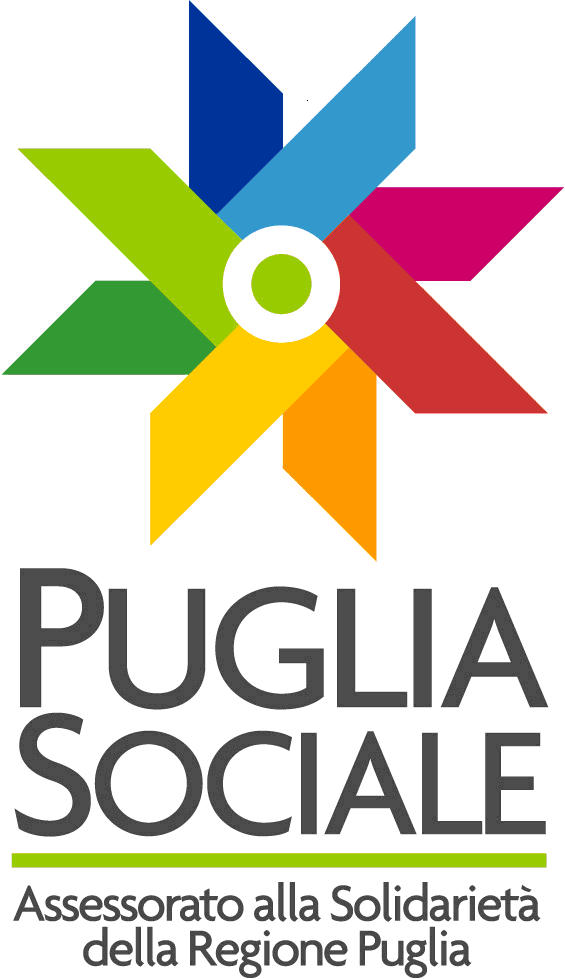 PUGLIA
SOCIALE
Assessorato alla Solidarietà
della Regione Puglia